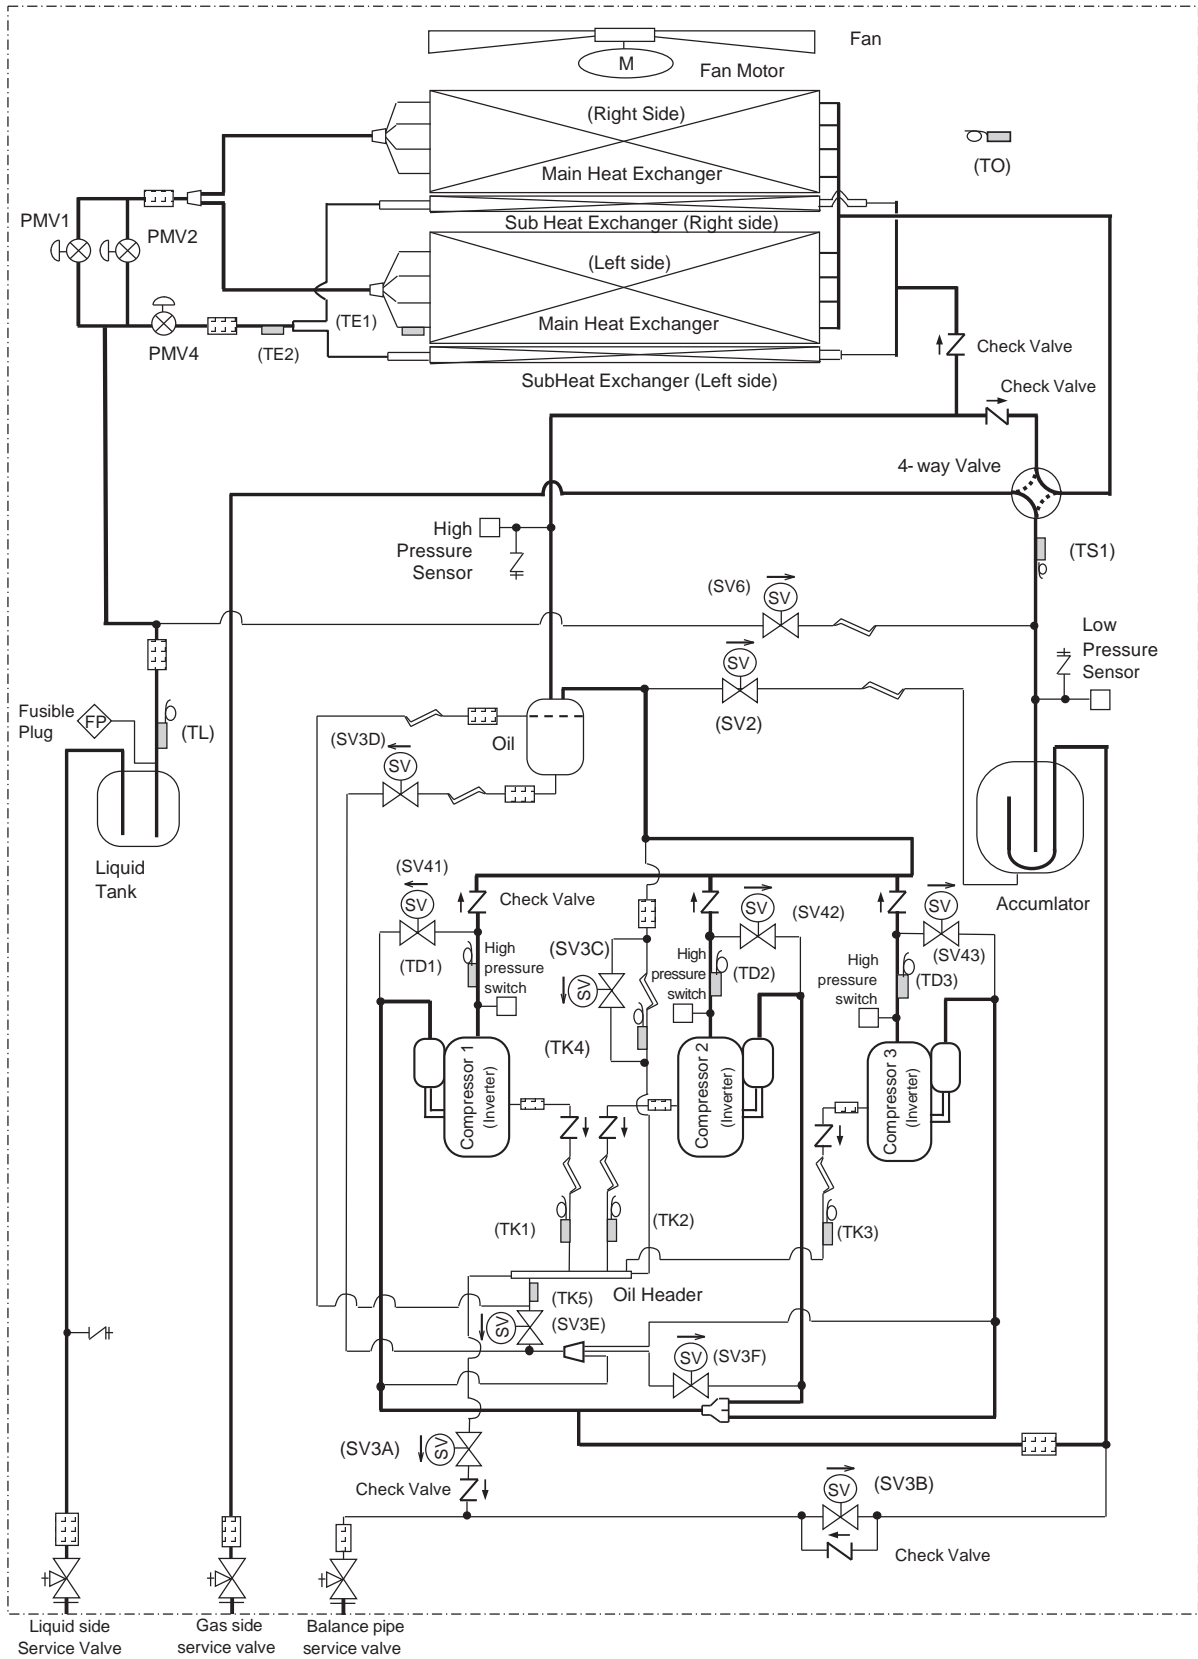 Fan
M
Fan Motor
(Right Side)
Main Heat Exchanger
(TO)
Sub Heat Exchanger (Right side)
PMV1
PMV2
(Left side)
Main Heat Exchanger
(TE1)
PMV4
(TE2)
Check Valve
SubHeat Exchanger (Left side)
Check Valve
4- way Valve
High
Pressure
Sensor
(TS1)
(SV6)
SV
Low
Pressure
Sensor
SV
(SV2)
Fusible
Plug
FP
(TL)
(SV3D)
Oil
SV
Liquid
Tank
(SV41)
SV
Check Valve
SV
(SV42)
SV
(SV43)
Accumlator
(TD1)
High
pressure
switch
(SV3C)
SV
High
pressure
switch
(TD2)
High
pressure
switch
(TD3)
(TK4)
Compressor 1
(Inverter)
Compressor 2
(Inverter)
Compressor 3
(Inverter)
(TK1)
(TK2)
(TK3)
Oil Header
(TK5)
SV
(SV3E)
SV
(SV3F)
(SV3A)
SV
Check Valve
SV
(SV3B)
Check Valve
Liquid side
Service Valve
Gas side
service valve
Balance pipe
service valve